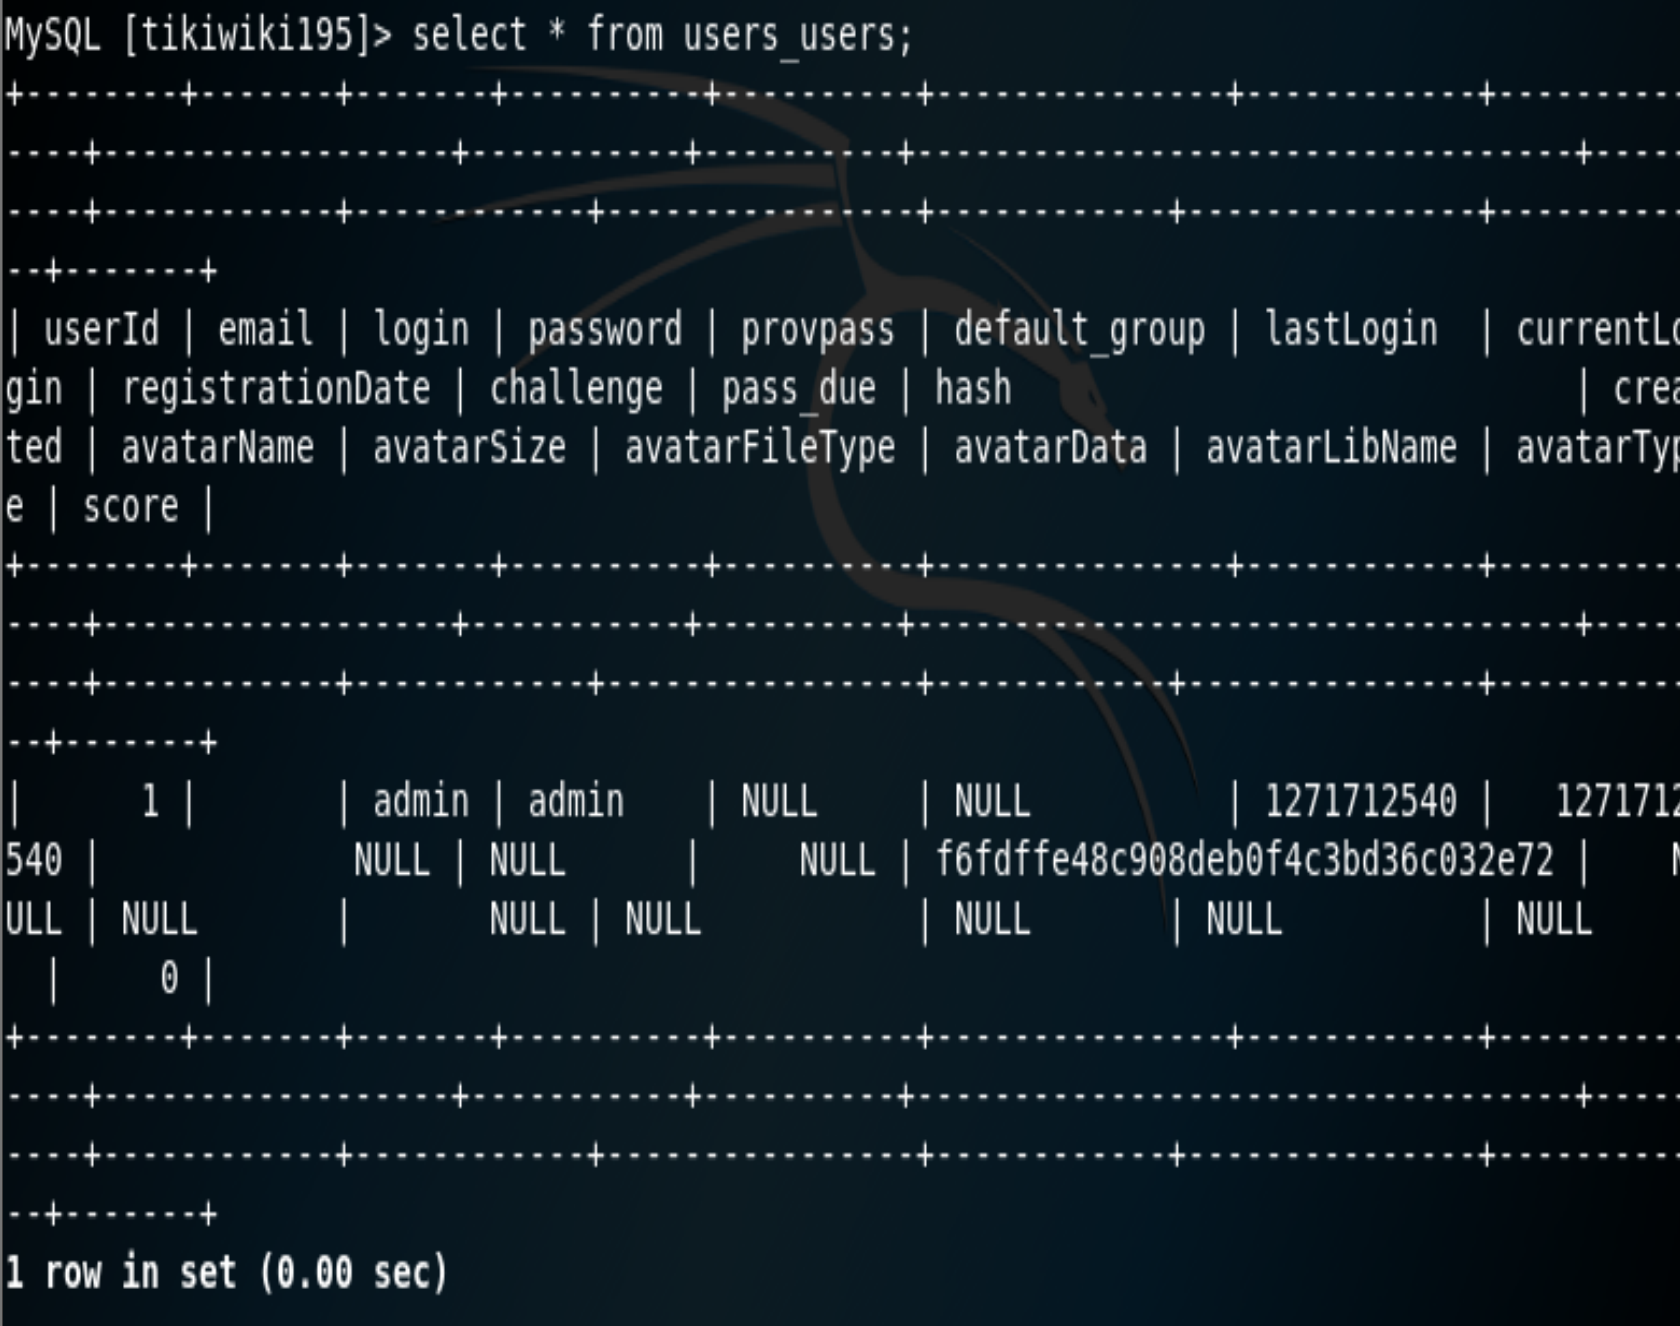 MySQL [tikiwiki195]> select * from users_users;
+--------+-------+-------+----------+----------+---------------+------------+---------
----+------------------+-----------+----------+----------------------------------+----
----+------------+------------+----------------+------------+---------------+---------
--+-------+
| userId | email | login | password | provpass | default_group | lastLogin  | currentLo
gin | registrationDate | challenge | pass_due | hash                             | crea
ted | avatarName | avatarSize | avatarFileType | avatarData | avatarLibName | avatarTyp
e | score |
+--------+-------+-------+----------+----------+---------------+------------+---------
----+------------------+-----------+----------+----------------------------------+----
----+------------+------------+----------------+------------+---------------+---------
--+-------+
|      1 |       | admin | admin    | NULL     | NULL          | 1271712540 |   1271712
540 |             NULL | NULL      |     NULL | f6fdffe48c908deb0f4c3bd36c032e72 |    N
ULL | NULL       |       NULL | NULL           | NULL       | NULL          | NULL
  |     0 |
+--------+-------+-------+----------+----------+---------------+------------+---------
----+------------------+-----------+----------+----------------------------------+----
----+------------+------------+----------------+------------+---------------+---------
--+-------+
1 row in set (0.00 sec)